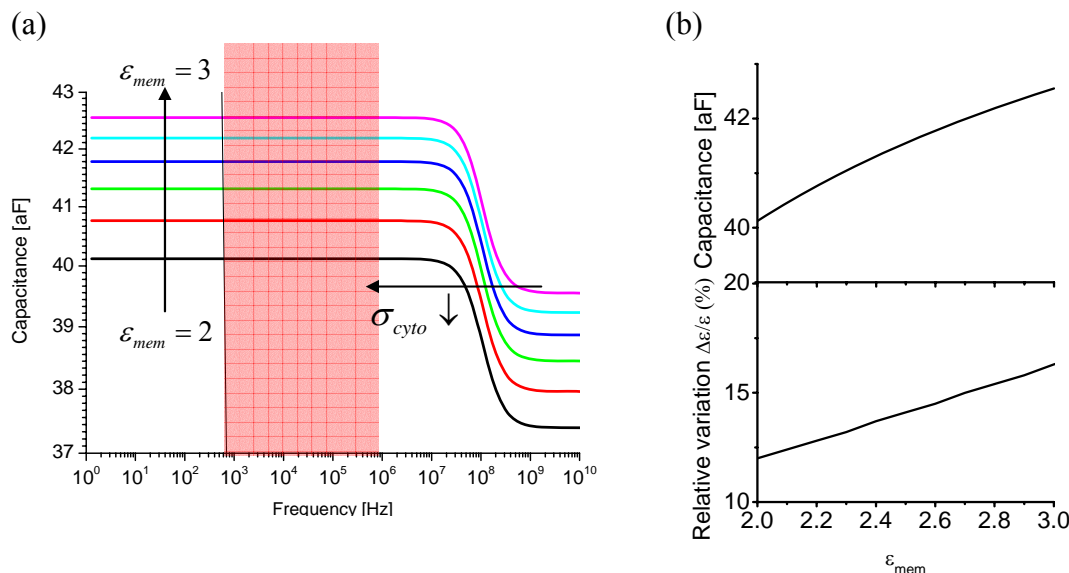 (a)
ε_mem = 3
43
42
41
40
39
38
37
Capacitance [aF]
ε_mem = 2
σ_cyto ↓
10^0 10^1 10^2 10^3 10^4 10^5 10^6 10^7 10^8 10^9 10^10
Frequency [Hz]
(b)
42
40
Capacitance [aF]
20
15
10
Relative variation Δε/ε (%)
2.0 2.2 2.4 2.6 2.8 3.0
ε_mem